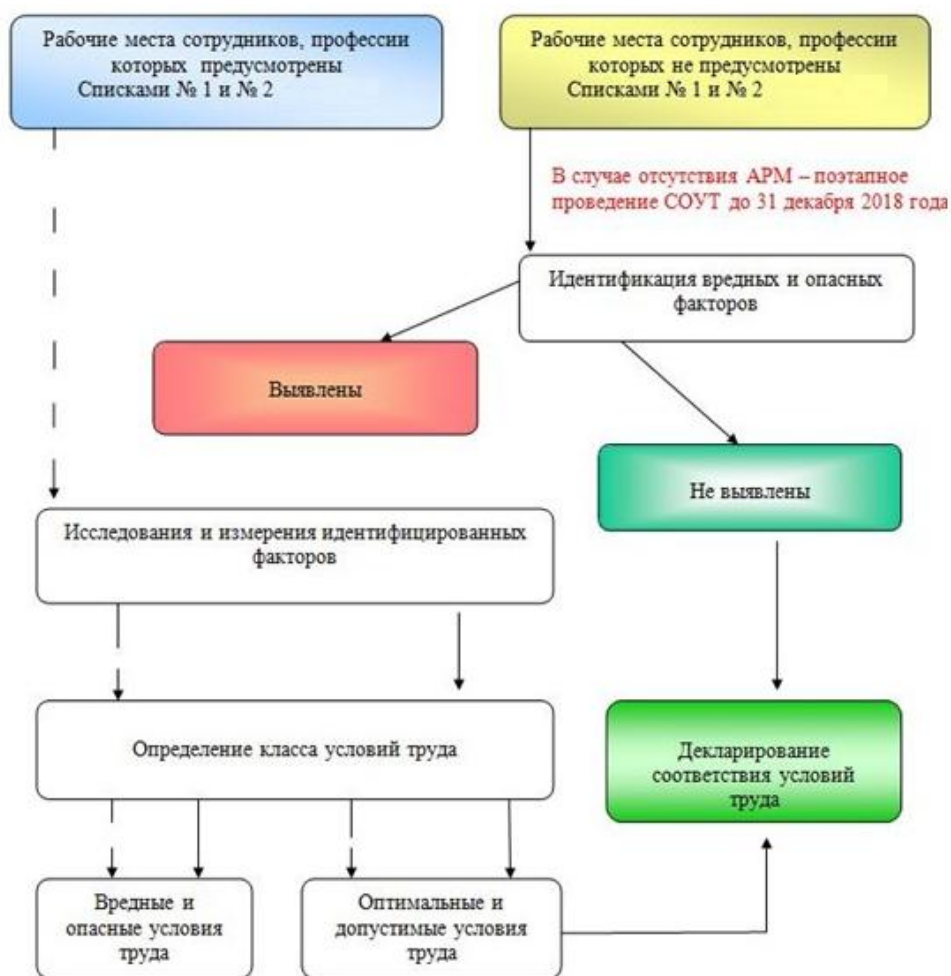 Рабочие места сотрудников, профессии
которых предусмотрены
Списками № 1 и № 2
Рабочие места сотрудников, профессии
которых не предусмотрены
Списками № 1 и № 2
В случае отсутствия АРМ – поэтапное
проведение СОУТ до 31 декабря 2018 года
Идентификация вредных и опасных
факторов
Выявлены
Не выявлены
Исследования и измерения идентифицированных
факторов
Определение класса условий труда
Декларирование
соответствия условий
труда
Вредные и
опасные условия
труда
Оптимальные и
допустимые условия
труда